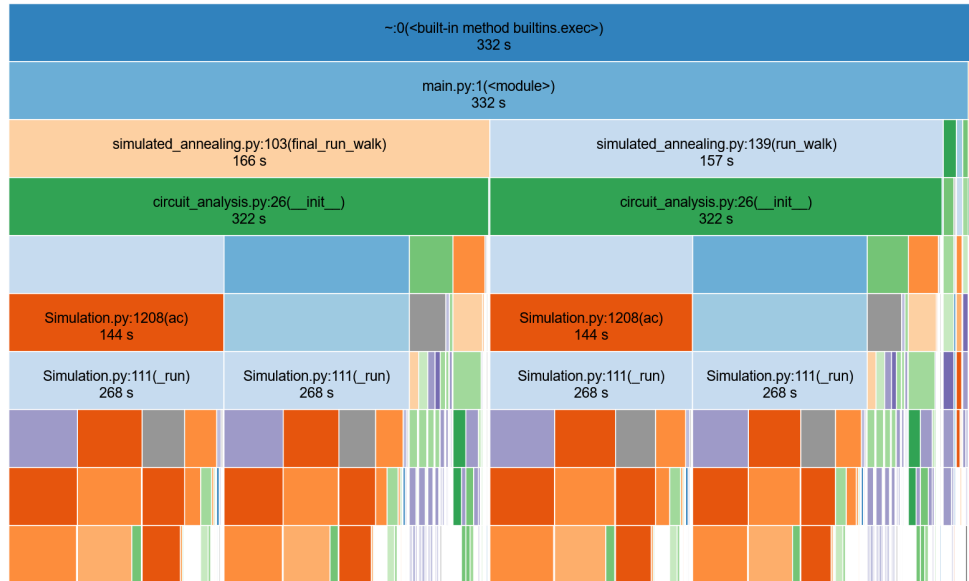 ~:0(<built-in method builtins.exec>)
332 s
main.py:1(<module>)
332 s
simulated_annealing.py:103(final_run_walk)
166 s
simulated_annealing.py:139(run_walk)
157 s
circuit_analysis.py:26(__init__)
322 s
circuit_analysis.py:26(__init__)
322 s
Simulation.py:1208(ac)
144 s
Simulation.py:1208(ac)
144 s
Simulation.py:111(_run)
268 s
Simulation.py:111(_run)
268 s
Simulation.py:111(_run)
268 s
Simulation.py:111(_run)
268 s